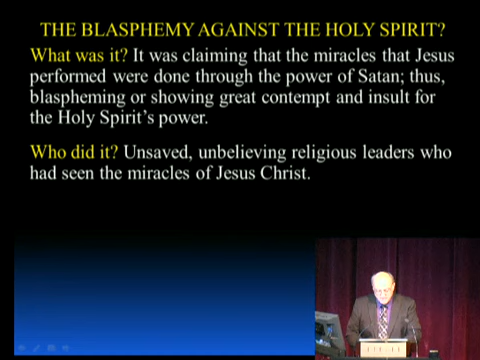 THE BLASPHEMY AGAINST THE HOLY SPIRIT?
What was it? It was claiming that the miracles that Jesus
performed were done through the power of Satan; thus,
blaspheming or showing great contempt and insult for
the Holy Spirit's power.
Who did it? Unsaved, unbelieving religious leaders who
had seen the miracles of Jesus Christ.